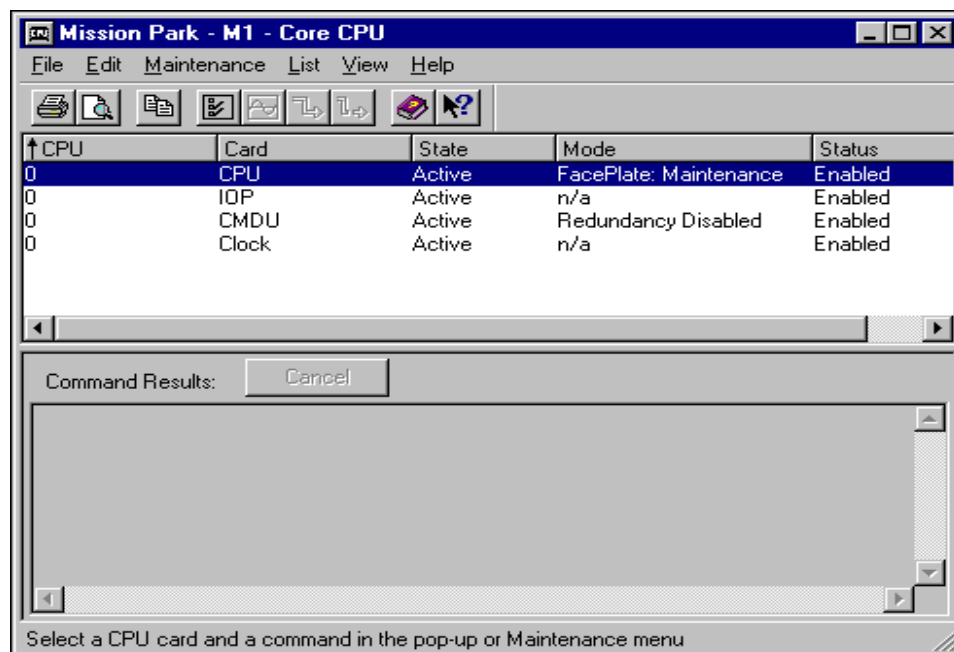 Mission Park - M1 - Core CPU
File Edit Maintenance List View Help
CPU Card State Mode Status
0 CPU Active FacePlate: Maintenance Enabled
0 IOP Active n/a Enabled
0 CMDU Active Redundancy Disabled Enabled
0 Clock Active n/a Enabled
Command Results: Cancel
Select a CPU card and a command in the pop-up or Maintenance menu